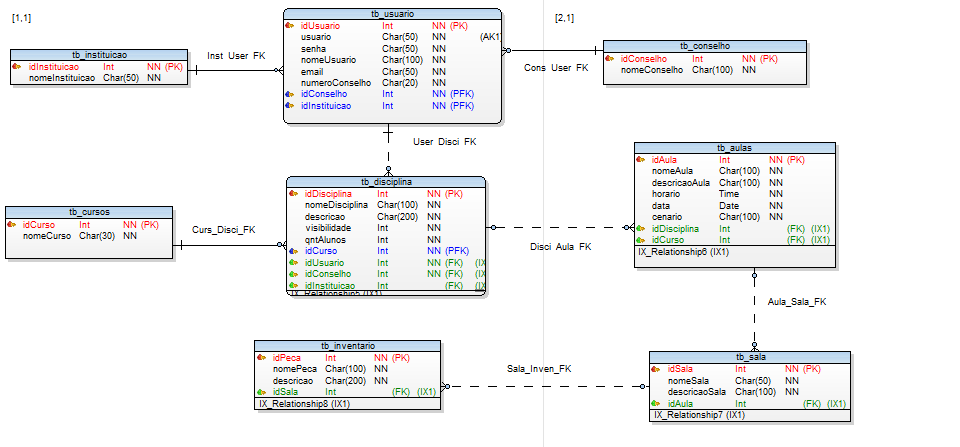 [1,1]
[2,1]
tb_usuario
idUsuario Int NN (PK)
usuario Char(50) NN (AK1
senha Char(50) NN
nomeUsuario Char(100) NN
email Char(50) NN
numeroConselho Char(20) NN
idConselho Int NN (PFK)
idInstituicao Int NN (PFK)
tb_instituicao
idInstituicao Int NN (PK)
nomeInstituicao Char(50) NN
Inst_User_FK
Cons_User_FK
tb_conselho
idConselho Int NN (PK)
nomeConselho Char(100) NN
User_Disci_FK
tb_disciplina
idDisciplina Int NN (PK)
nomeDisciplina Char(100) NN
descricao Char(200) NN
visibilidade Int NN
qntAlunos Int NN
idCurso Int NN (PFK)
idUsuario Int NN (FK) (IX
idConselho Int NN (FK) (IX
idInstituicao Int (FK) (IX
IX_Relationship5 (IX1)
tb_cursos
idCurso Int NN (PK)
nomeCurso Char(30) NN
Curs_Disci_FK
Disci_Aula_FK
tb_aulas
idAula Int NN (PK)
nomeAula Char(100) NN
descricaoAula Char(100) NN
horario Time NN
data Date NN
cenario Char(100) NN
idDisciplina Int (FK) (IX1)
idCurso Int (FK) (IX1)
IX_Relationship6 (IX1)
Aula_Sala_FK
tb_inventario
idPeca Int NN (PK)
nomePeca Char(100) NN
descricao Char(200) NN
idSala Int (FK) (IX1)
IX_Relationship8 (IX1)
Sala_Inven_FK
tb_sala
idSala Int NN (PK)
nomeSala Char(50) NN
descricaoSala Char(100) NN
idAula Int (FK) (IX1)
IX_Relationship7 (IX1)